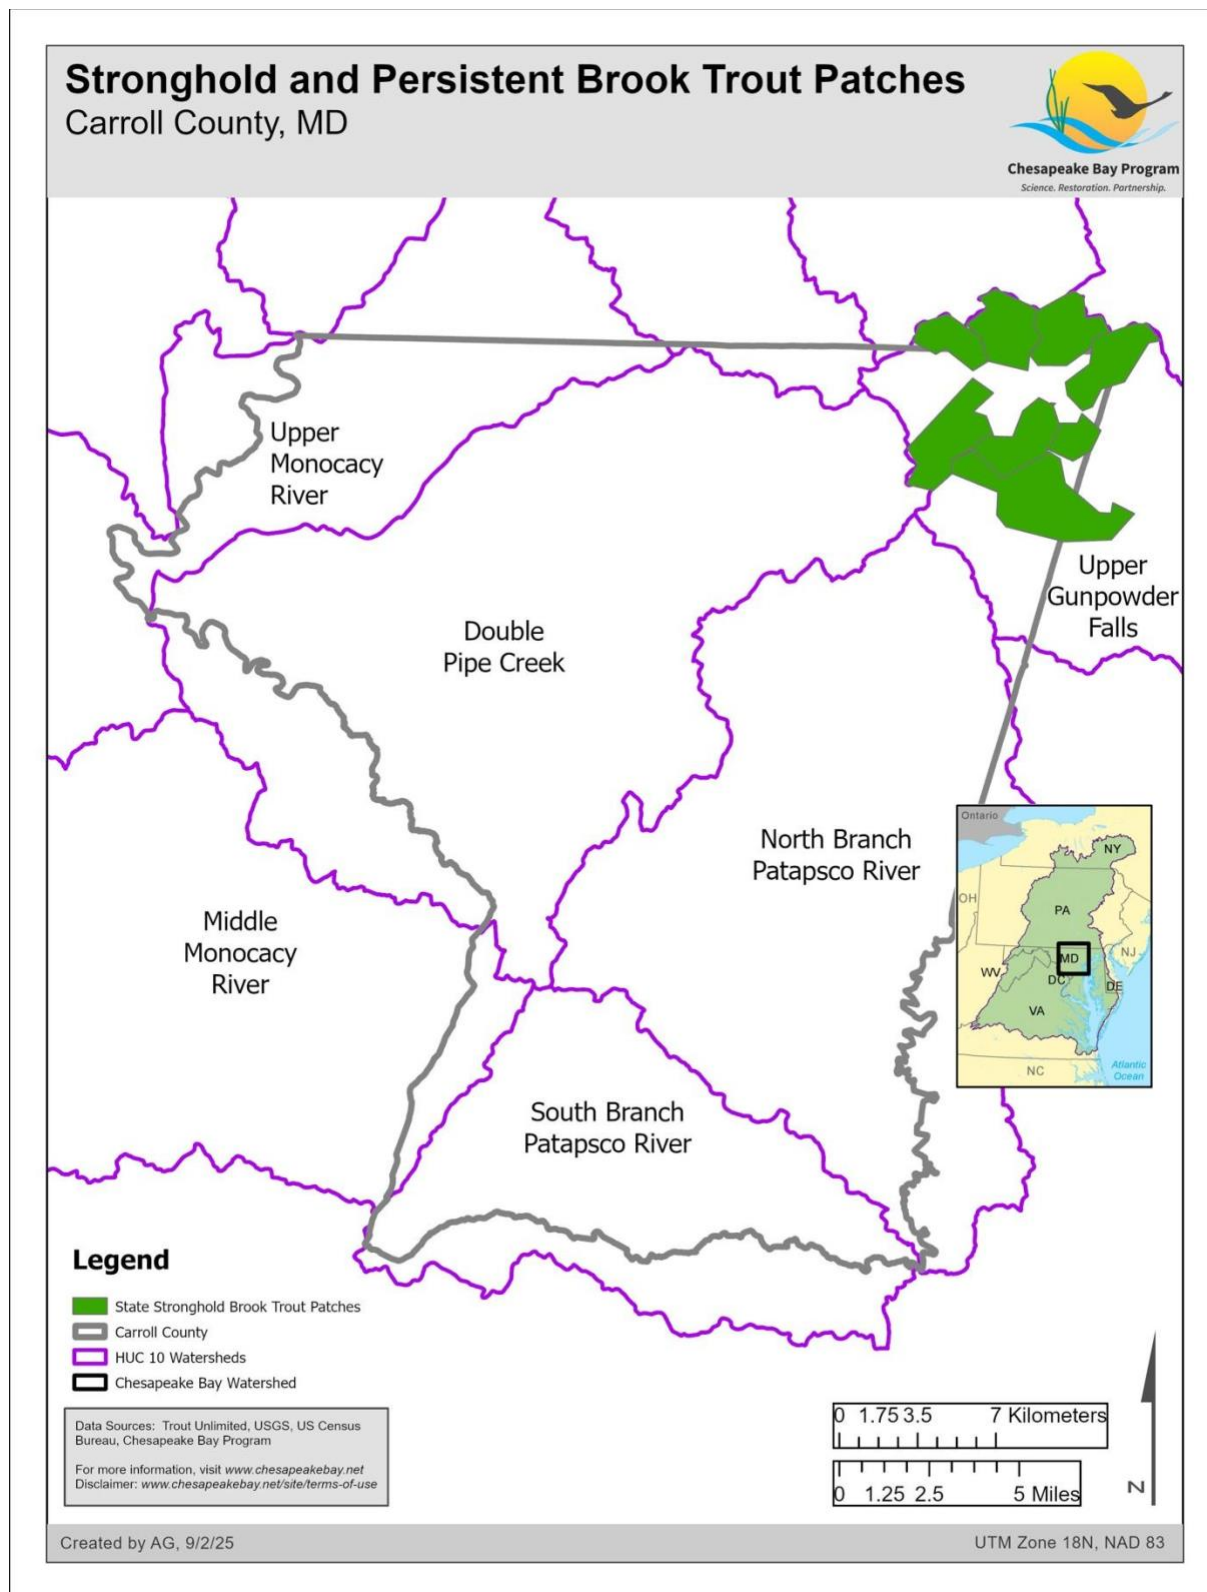 Stronghold and Persistent Brook Trout Patches
Carroll County, MD
Chesapeake Bay Program
Science. Restoration. Partnership.
Upper
Monocacy
River
Upper
Gunpowder
Falls
Double
Pipe Creek
North Branch
Patapsco River
Middle
Monocacy
River
South Branch
Patapsco River
Ontario
NY
OH
PA
NJ
MD
WV
DC
DE
VA
NC
Atlantic
Ocean
Legend
State Stronghold Brook Trout Patches
Carroll County
HUC 10 Watersheds
Chesapeake Bay Watershed
Data Sources: Trout Unlimited, USGS, US Census
Bureau, Chesapeake Bay Program
For more information, visit www.chesapeakebay.net
Disclaimer: www.chesapeakebay.net/site/terms-of-use
0 1.75 3.5 7 Kilometers
0 1.25 2.5 5 Miles
N
Created by AG, 9/2/25
UTM Zone 18N, NAD 83